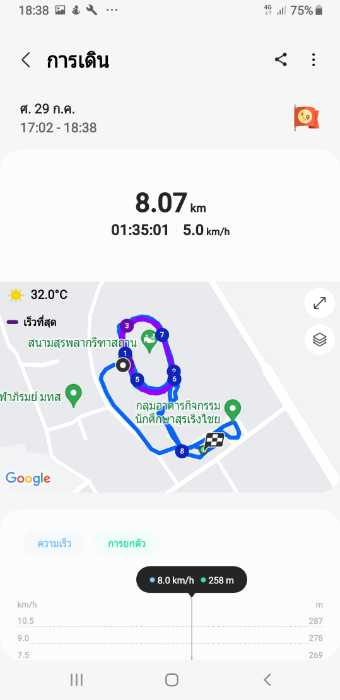 18:38 ... 4G 75%
การเดิน
ศ. 29 ก.ค.
17:02 - 18:38
8.07 km
01:35:01 5.0 km/h
32.0°C
เร็วที่สุด
3
7
สนามสุรพลากรีฑาสถาน
1
5
6
ฬาภิรมย์ มทส
กลุ่มอาคารกิจกรรม
นักศึกษาสุรเริงไชย
8
Google
ความเร็ว การยกตัว
8.0 km/h 258 m
km/h m
10.5 287
9.0 278
7.5 269